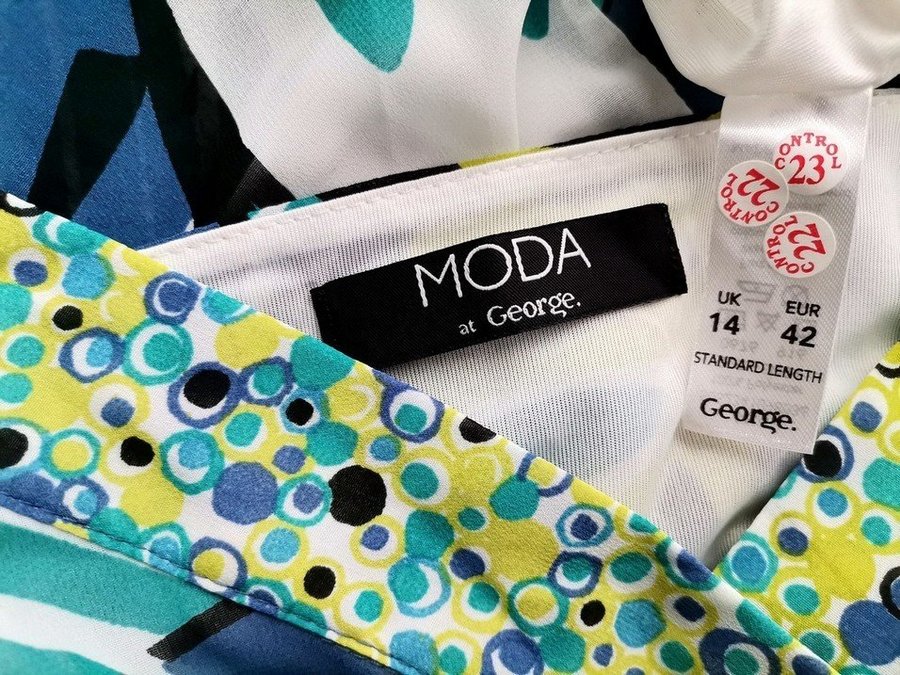 MODA
at George.
CONTROL
23
CONTROL
22
CONTROL
22
UK
14
EUR
42
STANDARD LENGTH
George.